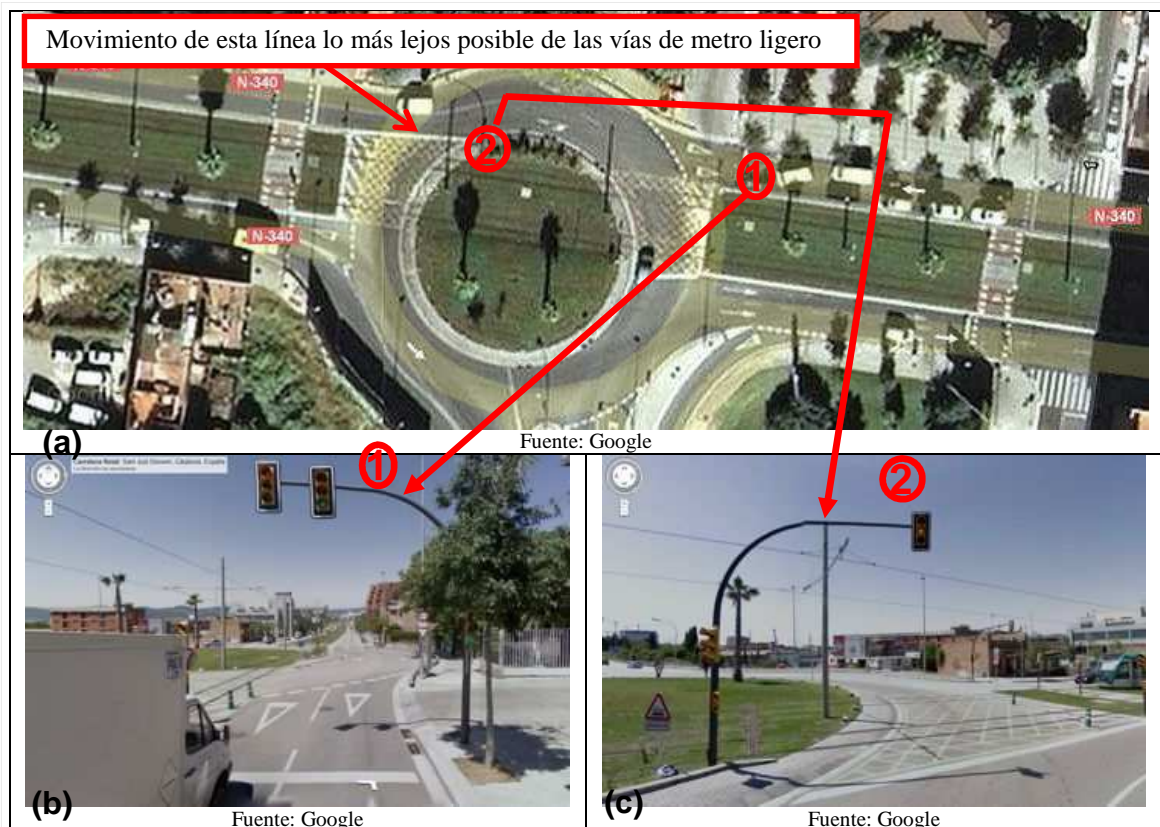 Movimiento de esta línea lo más lejos posible de las vías de metro ligero
N-340
N-340
N-340
2
1
(a)
Fuente: Google
1
2
(b)
Fuente: Google
(c)
Fuente: Google